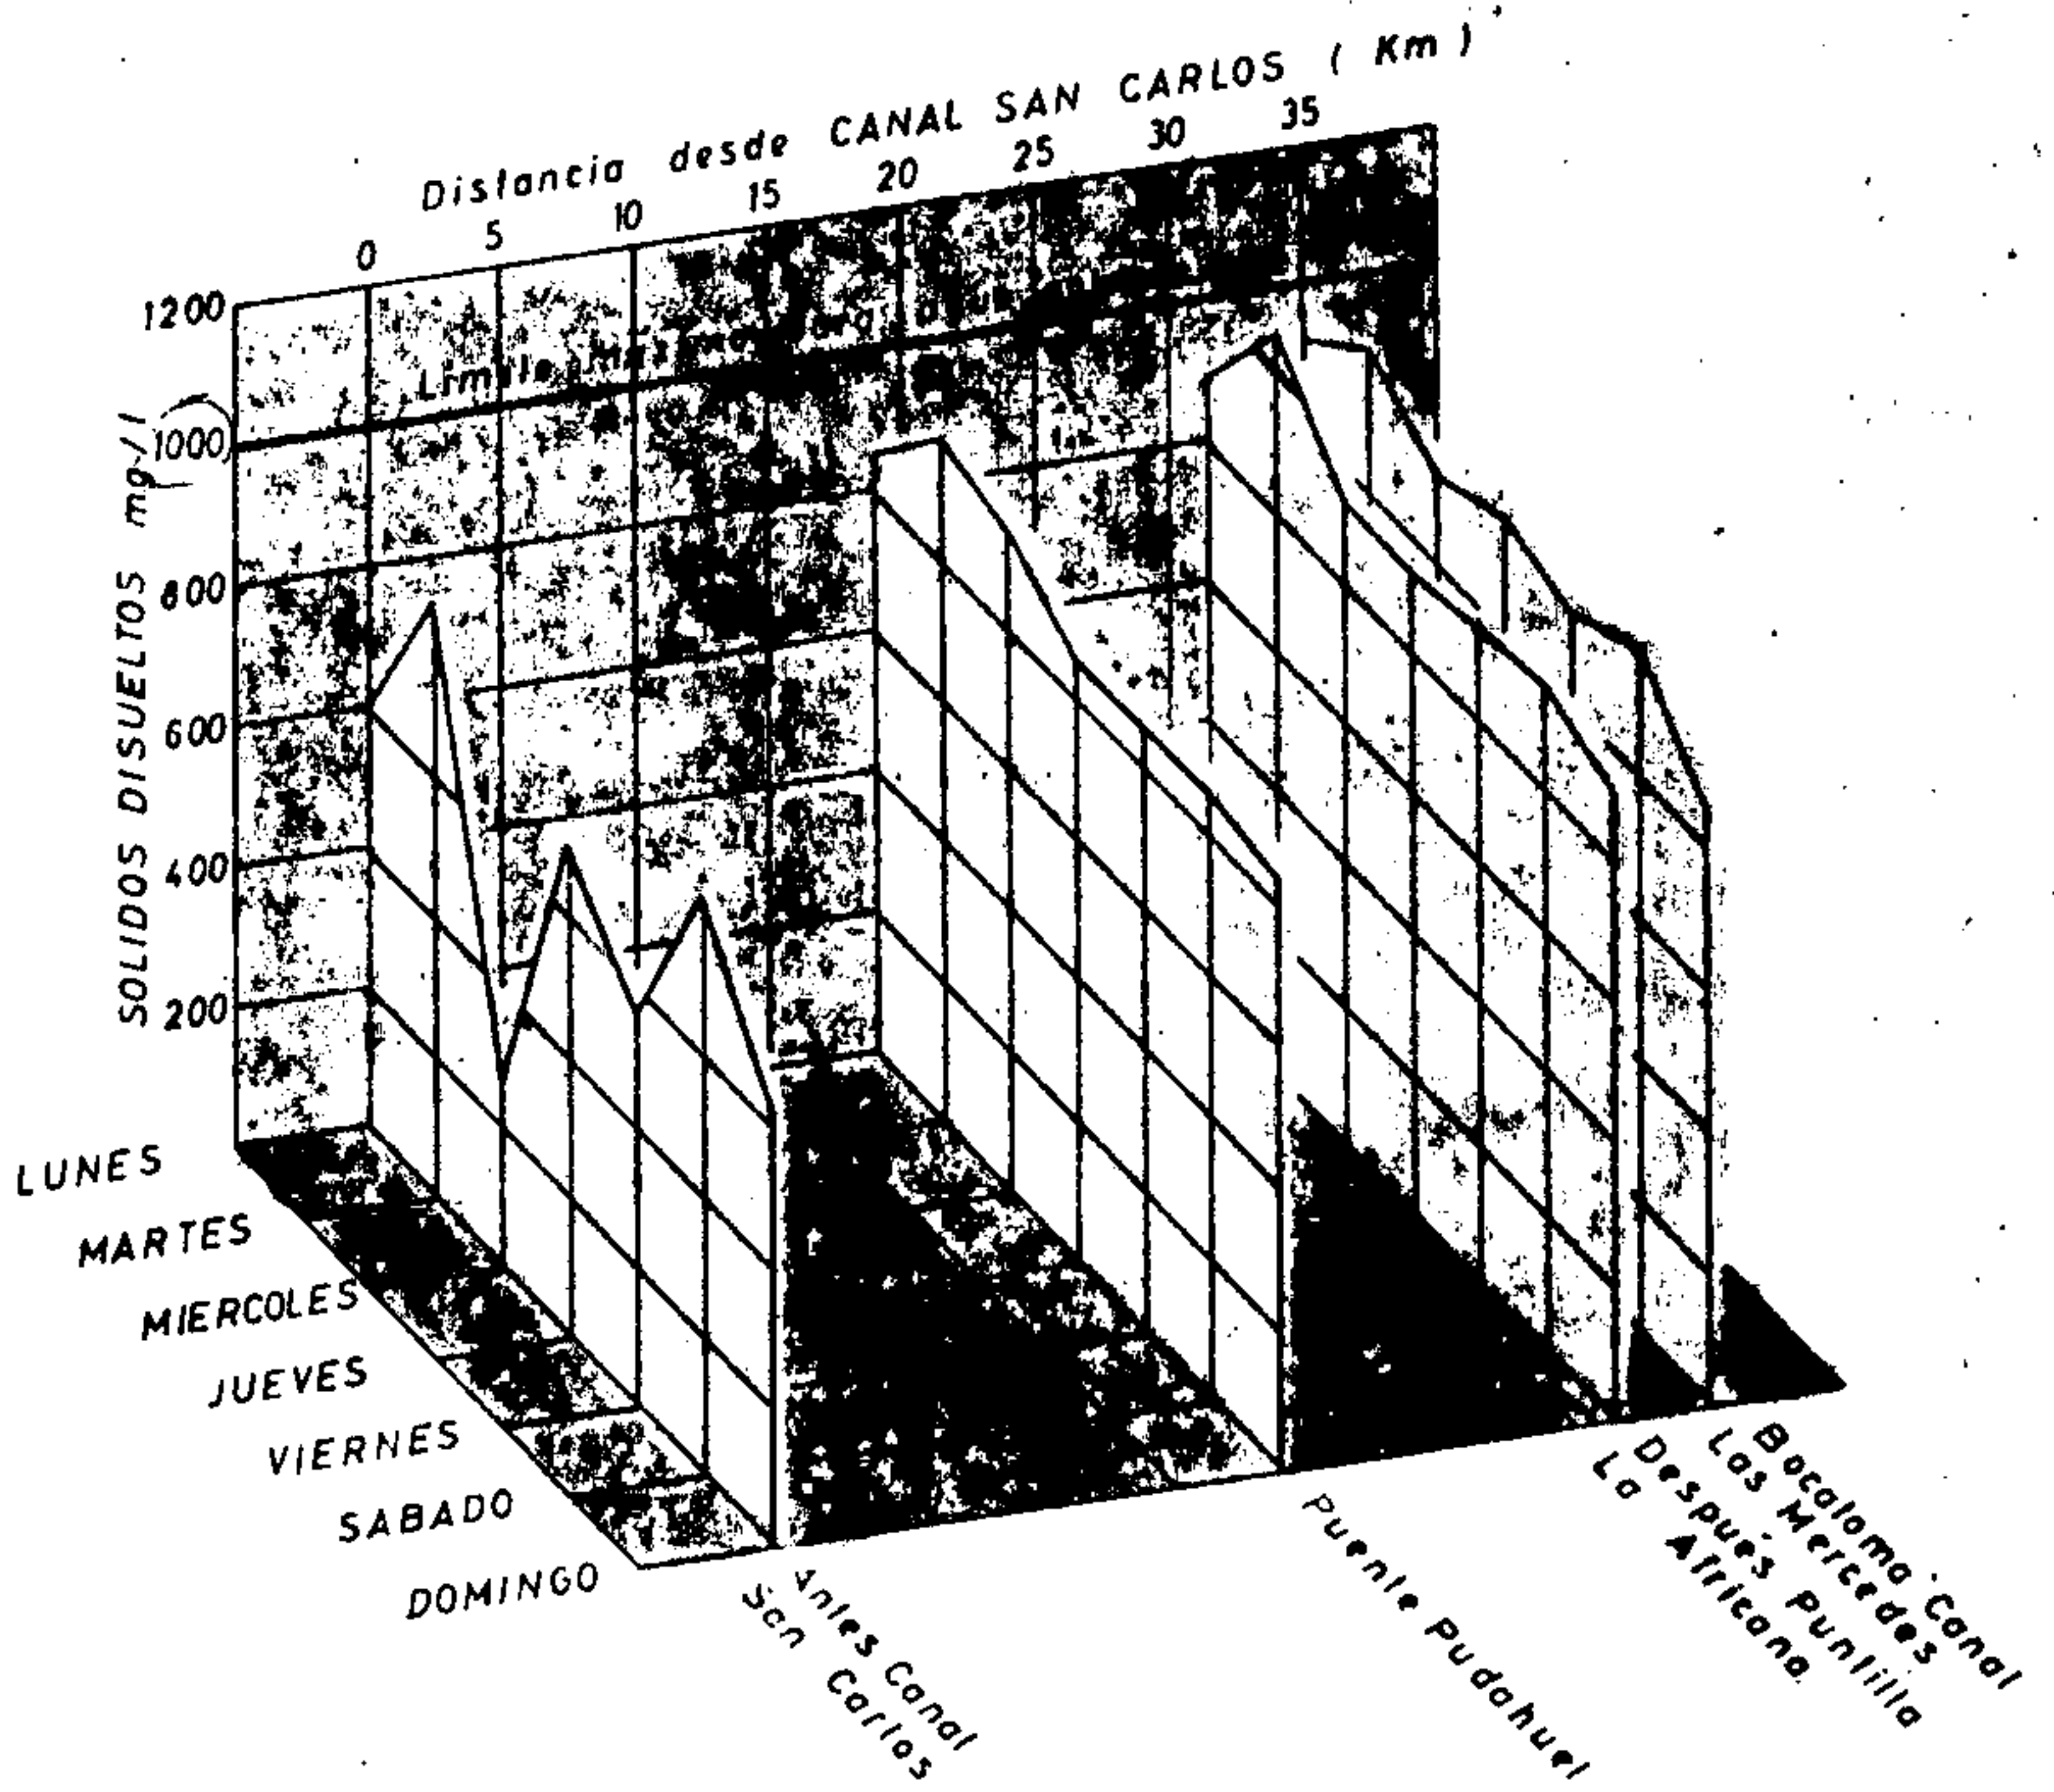 Distancia desde CANAL SAN CARLOS ( Km )
0 5 10 15 20 25 30 35
SOLIDOS DISUELTOS mg/l
1200
1000
800
600
400
200
Limite
LUNES
MARTES
MIERCOLES
JUEVES
VIERNES
SABADO
DOMINGO
Antes Canal
San Carlos
Puente Pudahuel
Después Puntilla
La Africana
Bocatoma Canal
Las Mercedes